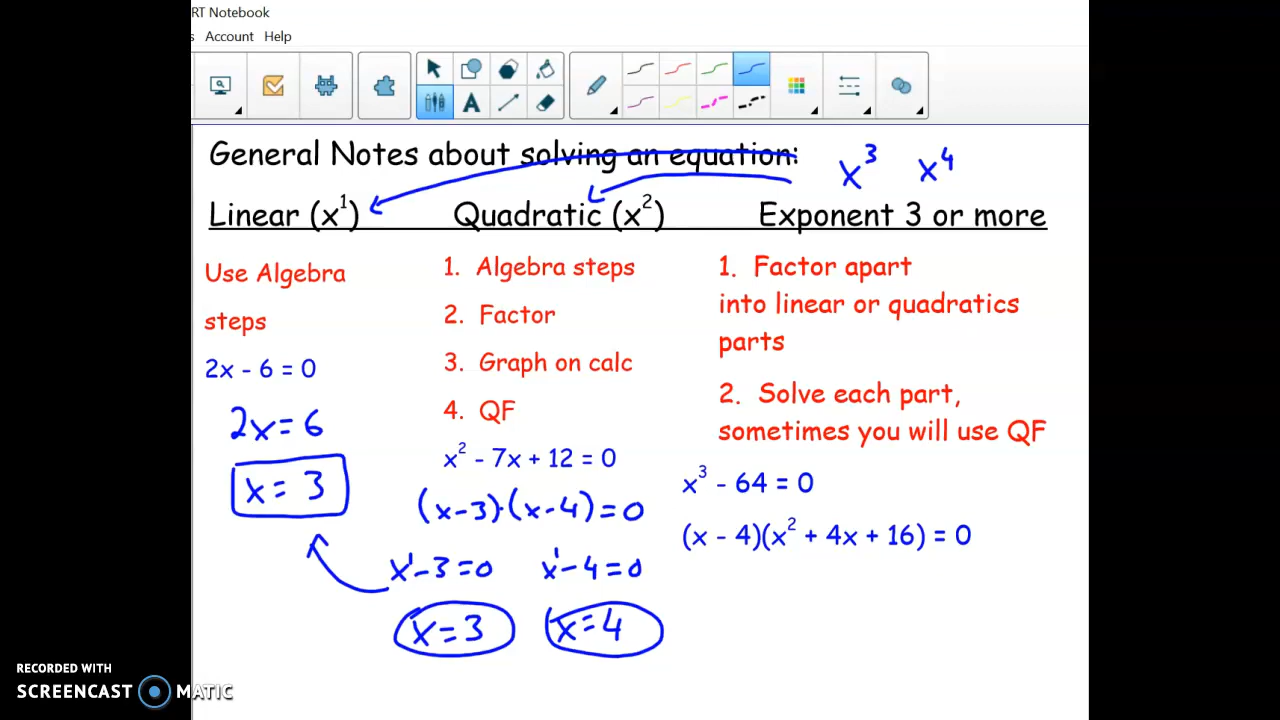 RT Notebook
s Account Help
General Notes about solving an equation:
x³ x⁴
Linear (x¹) Quadratic (x²) Exponent 3 or more
Use Algebra
steps
2x - 6 = 0
2x = 6
x = 3
1. Algebra steps
2. Factor
3. Graph on calc
4. QF
x² - 7x + 12 = 0
(x-3)·(x-4)=0
x¹-3=0 x¹-4=0
x=3 x=4
1. Factor apart
into linear or quadratics
parts
2. Solve each part,
sometimes you will use QF
x³ - 64 = 0
(x - 4)(x² + 4x + 16) = 0
RECORDED WITH
SCREENCAST MATIC